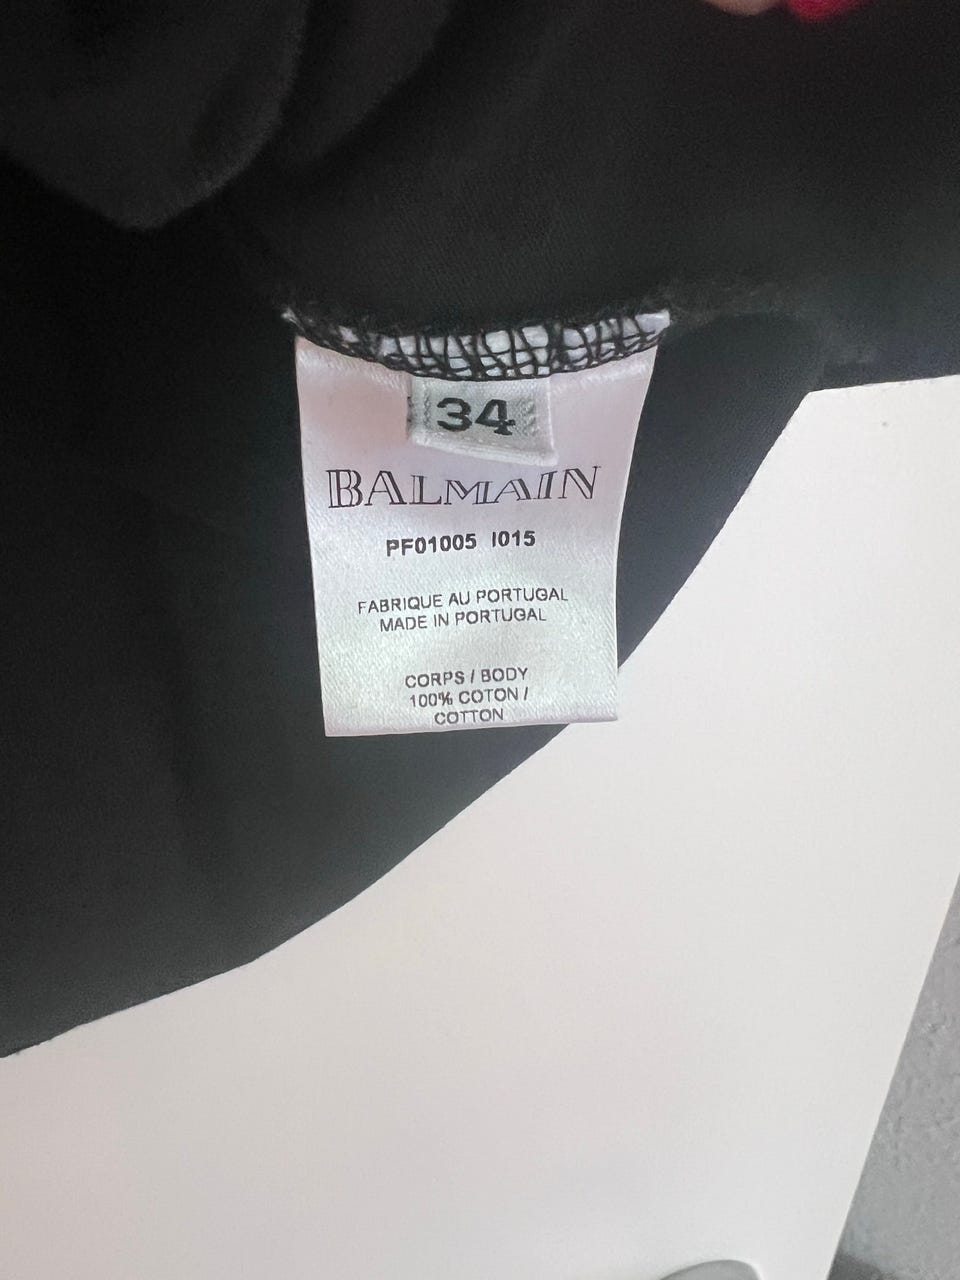 34
BALMAIN
PF01005 I015
FABRIQUE AU PORTUGAL
MADE IN PORTUGAL
CORPS / BODY
100% COTON /
COTTON